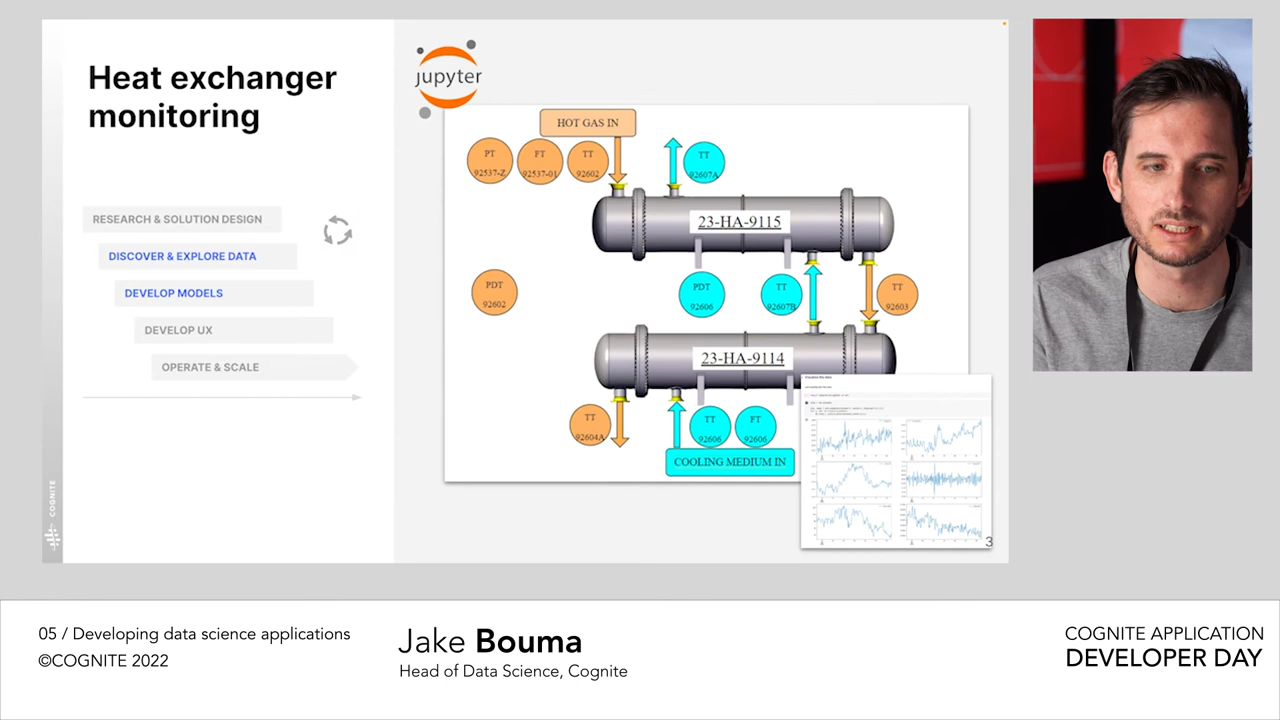 Heat exchanger
monitoring
RESEARCH & SOLUTION DESIGN
DISCOVER & EXPLORE DATA
DEVELOP MODELS
DEVELOP UX
OPERATE & SCALE
COGNITE
jupyter
HOT GAS IN
PT
92537-Z
FT
92537-01
TT
92602
TT
92607A
23-HA-9115
PDT
92602
PDT
92606
TT
92607B
TT
92603
23-HA-9114
TT
92604A
TT
92606
FT
92606
COOLING MEDIUM IN
3
05 / Developing data science applications
©COGNITE 2022
Jake Bouma
Head of Data Science, Cognite
COGNITE APPLICATION
DEVELOPER DAY